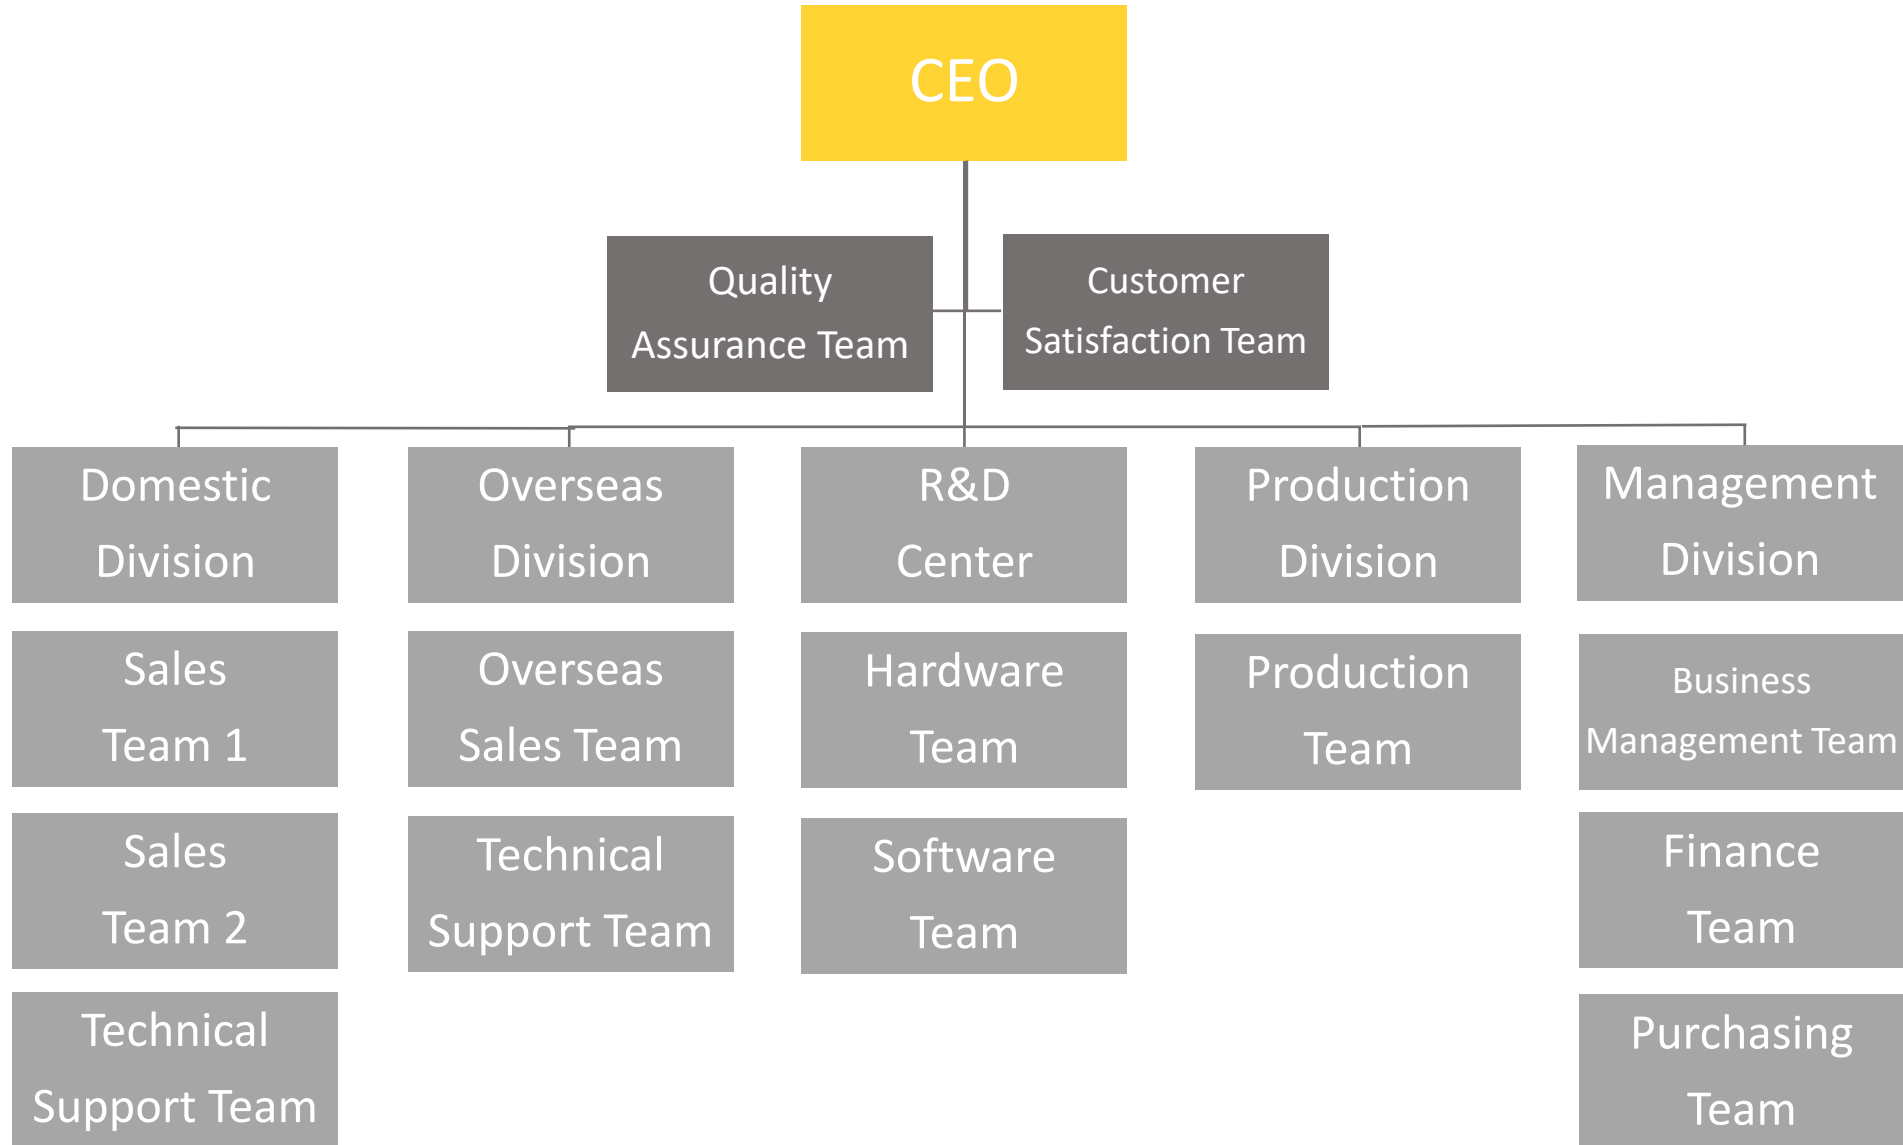 CEO
Quality
Assurance Team
Customer
Satisfaction Team
Domestic
Division
Overseas
Division
R&D
Center
Production
Division
Management
Division
Sales
Team 1
Overseas
Sales Team
Hardware
Team
Production
Team
Business
Management Team
Sales
Team 2
Technical
Support Team
Software
Team
Finance
Team
Technical
Support Team
Purchasing
Team